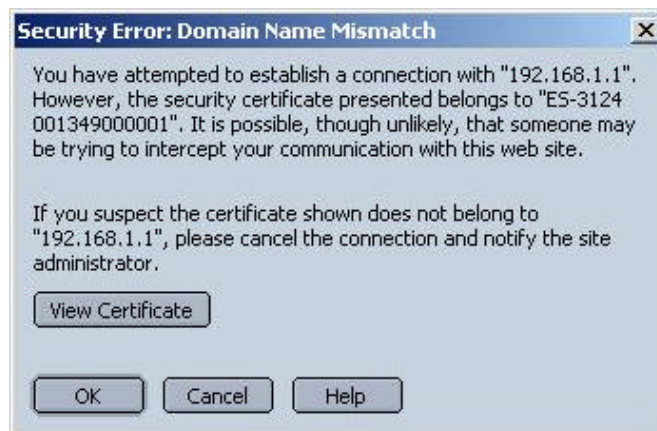 Security Error: Domain Name Mismatch
You have attempted to establish a connection with "192.168.1.1".
However, the security certificate presented belongs to "ES-3124
001349000001". It is possible, though unlikely, that someone may
be trying to intercept your communication with this web site.
If you suspect the certificate shown does not belong to
"192.168.1.1", please cancel the connection and notify the site
administrator.
View Certificate
OK Cancel Help